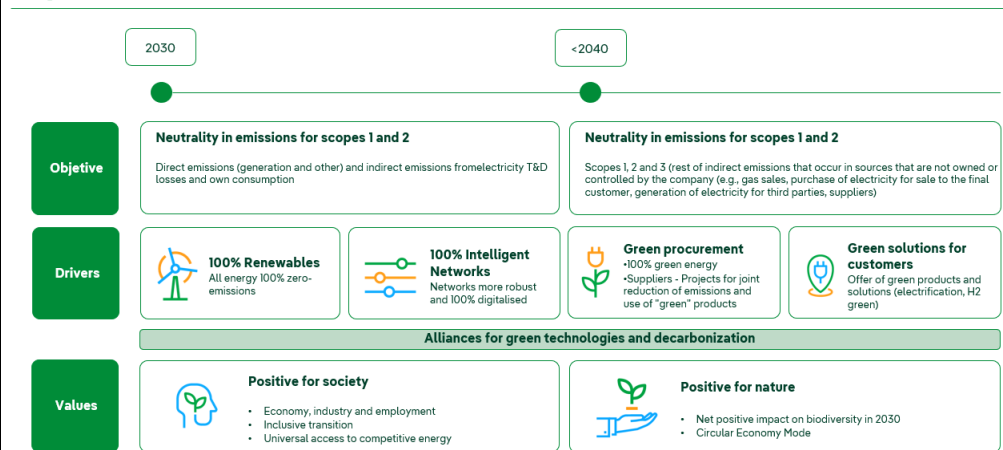 2030
<2040
Objetive
Neutrality in emissions for scopes 1 and 2
Direct emissions (generation and other) and indirect emissions fromelectricity T&D
losses and own consumption
Neutrality in emissions for scopes 1 and 2
Scopes 1, 2 and 3 (rest of indirect emissions that occur in sources that are not owned or
controlled by the company (e.g., gas sales, purchase of electricity for sale to the final
customer, generation of electricity for third parties, suppliers)
Drivers
100% Renewables
All energy 100% zero-
emissions
100% Intelligent
Networks
Networks more robust
and 100% digitalised
Green procurement
•100% green energy
•Suppliers - Projects for joint
reduction of emissions and
use of "green" products
Green solutions for
customers
Offer of green products and
solutions (electrification, H2
green)
Alliances for green technologies and decarbonization
Values
Positive for society
• Economy, industry and employment
• Inclusive transition
• Universal access to competitive energy
Positive for nature
• Net positive impact on biodiversity in 2030
• Circular Economy Mode